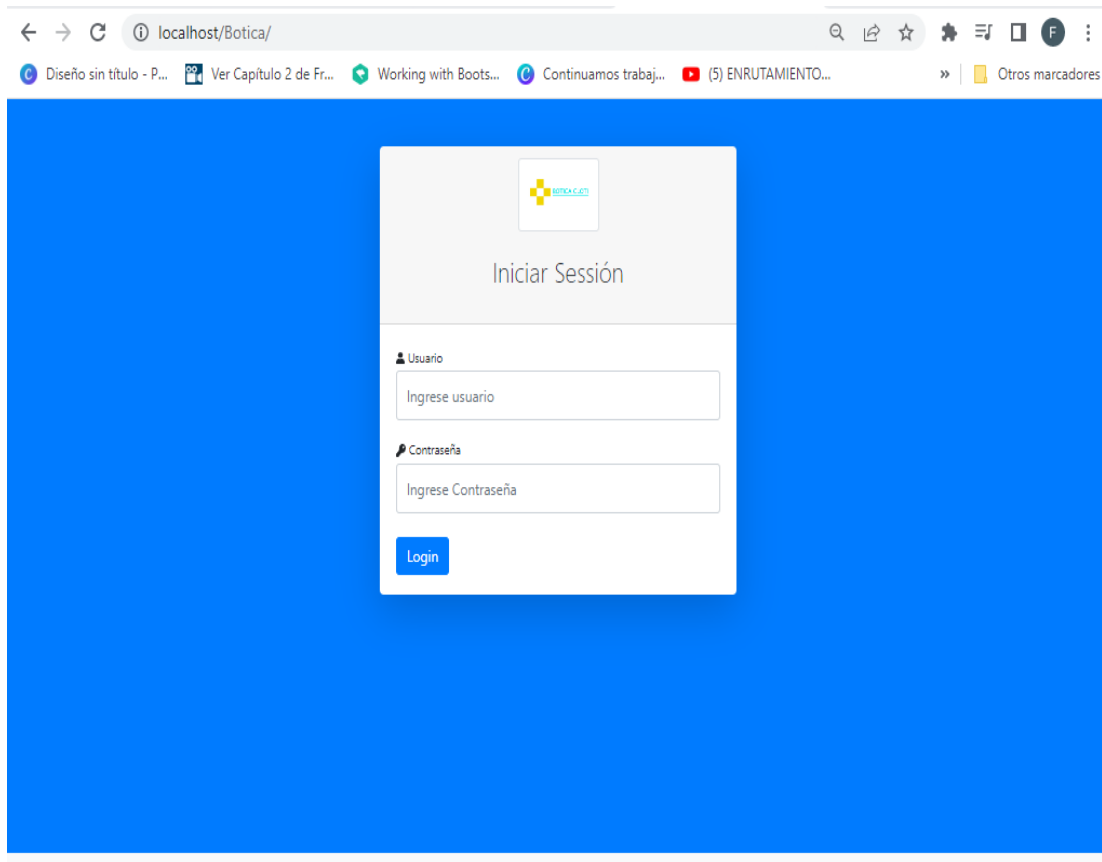 localhost/Botica/
F
Diseño sin título - P... Ver Capítulo 2 de Fr... Working with Boots... Continuamos trabaj... (5) ENRUTAMIENTO... » Otros marcadores
BOTICA
Iniciar Sessión
Usuario
Ingrese usuario
Contraseña
Ingrese Contraseña
Login